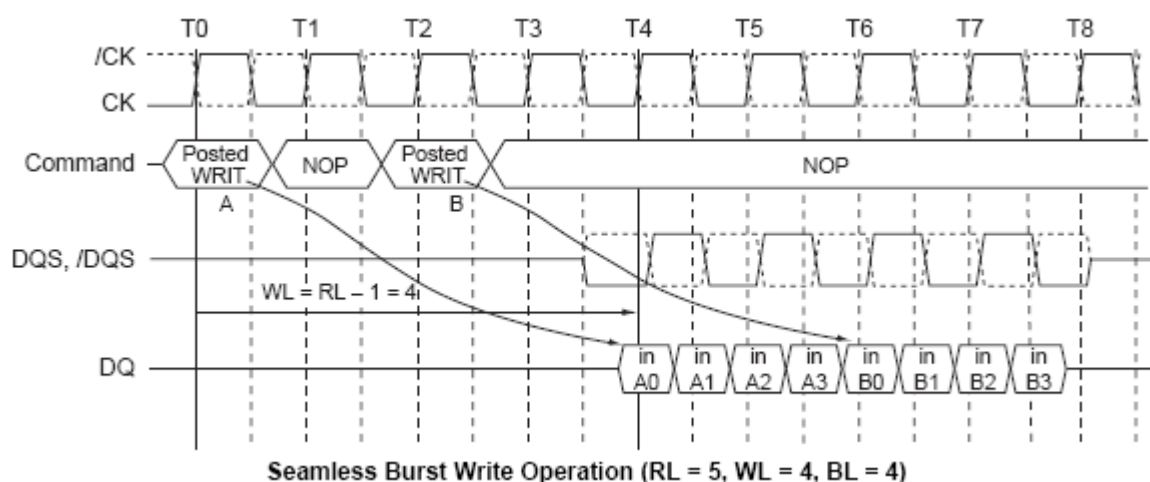 T0 T1 T2 T3 T4 T5 T6 T7 T8
/CK
CK
Command
Posted
WRIT
A
NOP
Posted
WRIT
B
NOP
DQS, /DQS
WL = RL – 1 = 4
DQ
in
A0
in
A1
in
A2
in
A3
in
B0
in
B1
in
B2
in
B3
Seamless Burst Write Operation (RL = 5, WL = 4, BL = 4)